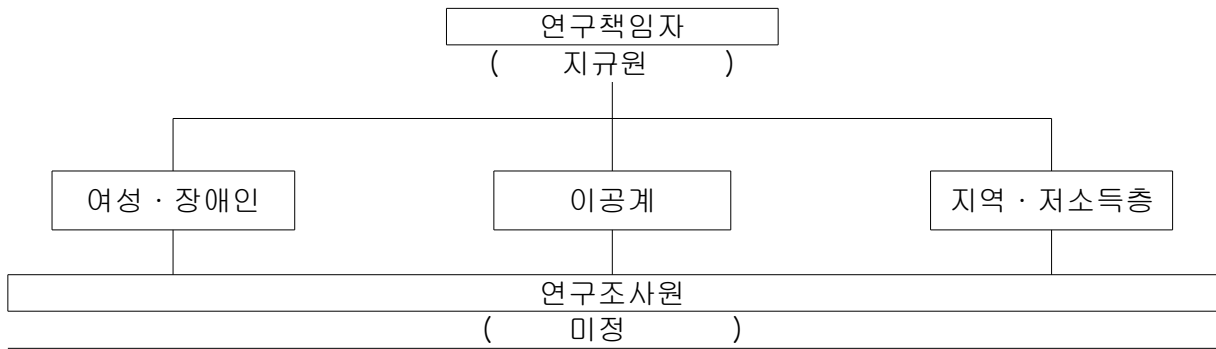 연구책임자
( 지규원 )
여성 · 장애인
이공계
지역 · 저소득층
연구조사원
( 미정 )